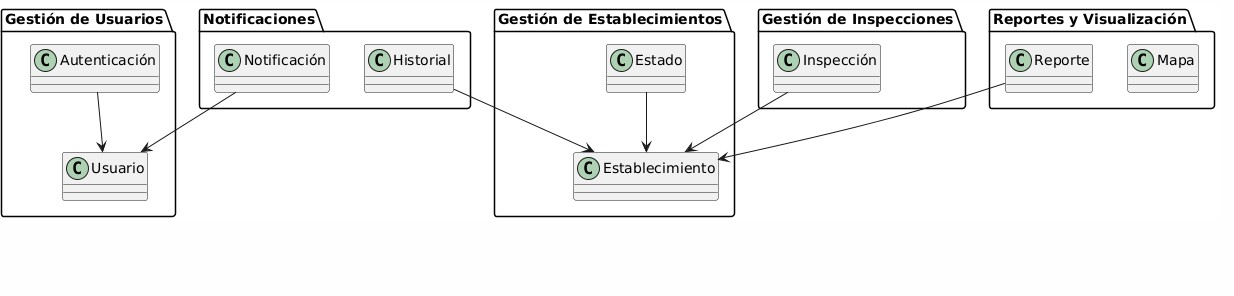 Gestión de Usuarios
Notificaciones
Gestión de Establecimientos
Gestión de Inspecciones
Reportes y Visualización
C Autenticación
C Notificación
C Historial
C Estado
C Inspección
C Reporte
C Mapa
C Usuario
C Establecimiento